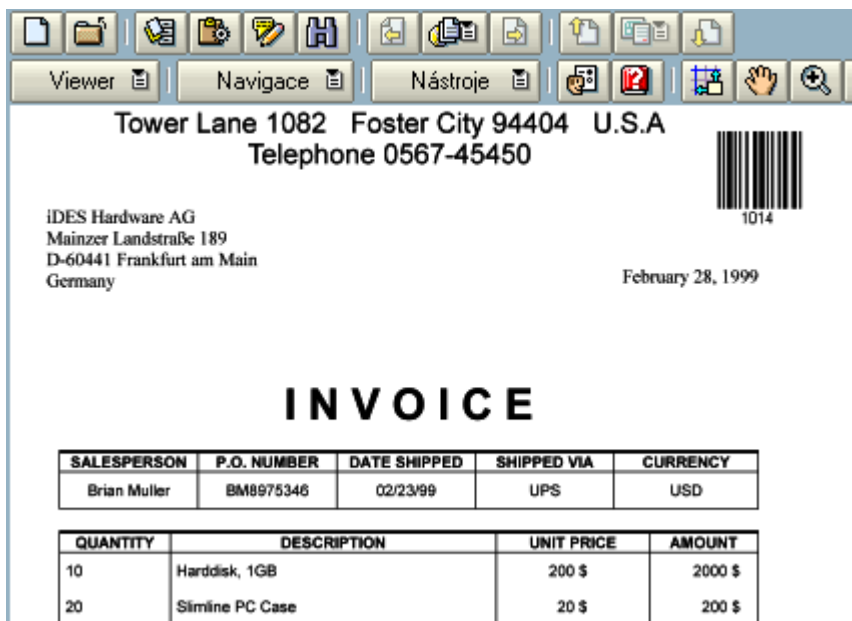 Viewer Navigace Nástroje
Tower Lane 1082 Foster City 94404 U.S.A
Telephone 0567-45450
1014
iDES Hardware AG
Mainzer Landstraße 189
D-60441 Frankfurt am Main
Germany
February 28, 1999
INVOICE
SALESPERSON P.O. NUMBER DATE SHIPPED SHIPPED VIA CURRENCY
Brian Muller BM8975346 02/23/99 UPS USD
QUANTITY DESCRIPTION UNIT PRICE AMOUNT
10 Harddisk, 1GB 200 $ 2000 $
20 Slimline PC Case 20 $ 200 $